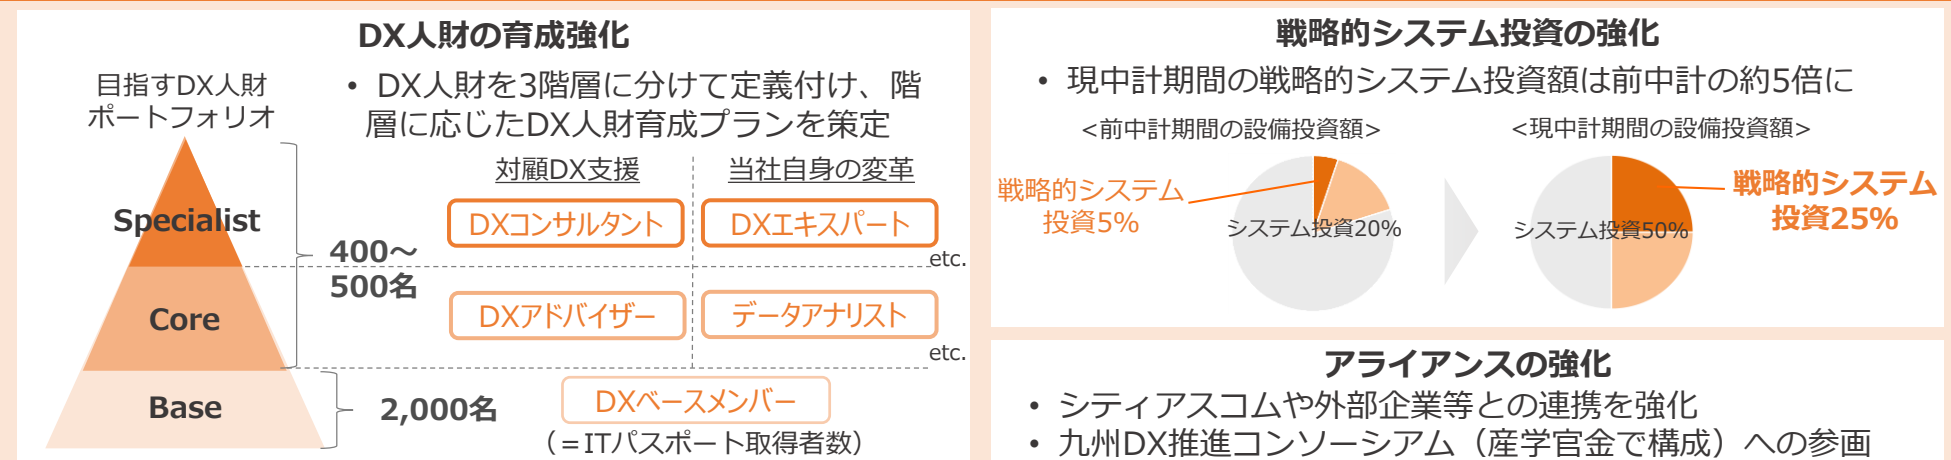 DX人財の育成強化
目指すDX人財
ポートフォリオ
• DX人財を3階層に分けて定義付け、階
層に応じたDX人財育成プランを策定
対顧DX支援
当社自身の変革
Specialist
DXコンサルタント
DXエキスパート
etc.
400～
500名
Core
DXアドバイザー
データアナリスト
etc.
Base
2,000名
DXベースメンバー
（＝ITパスポート取得者数）
戦略的システム投資の強化
• 現中計期間の戦略的システム投資額は前中計の約5倍に
<前中計期間の設備投資額>
<現中計期間の設備投資額>
戦略的システム
投資5%
システム投資20%
システム投資50%
戦略的システム
投資25%
アライアンスの強化
• シティアスコムや外部企業等との連携を強化
• 九州DX推進コンソーシアム（産学官金で構成）への参画